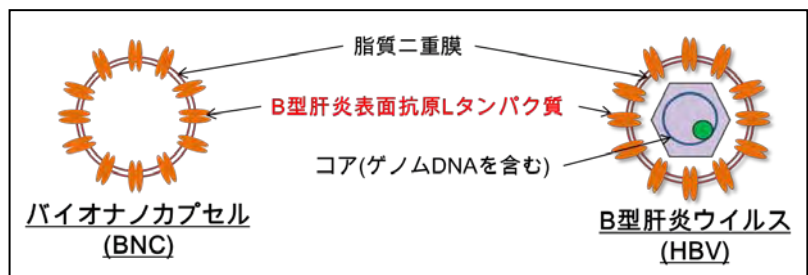 脂質二重膜
B型肝炎表面抗原Lタンパク質
コア(ゲノムDNAを含む)
バイオナノカプセル
(BNC)
B型肝炎ウイルス
(HBV)